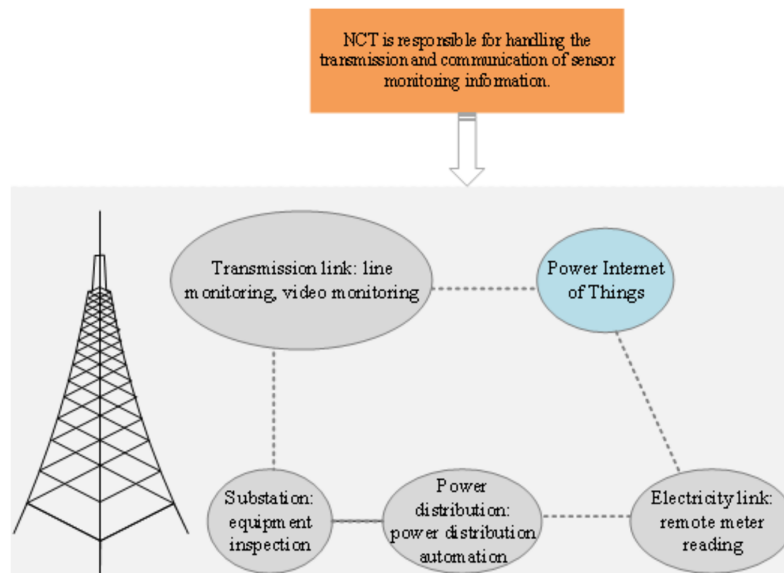 NCT is responsible for handling the
transmission and communication of sensor
monitoring information.
Transmission link: line
monitoring, video monitoring
Power Internet
of Things
Substation:
equipment
inspection
Power
distribution:
power distribution
automation
Electricity link:
remote meter
reading